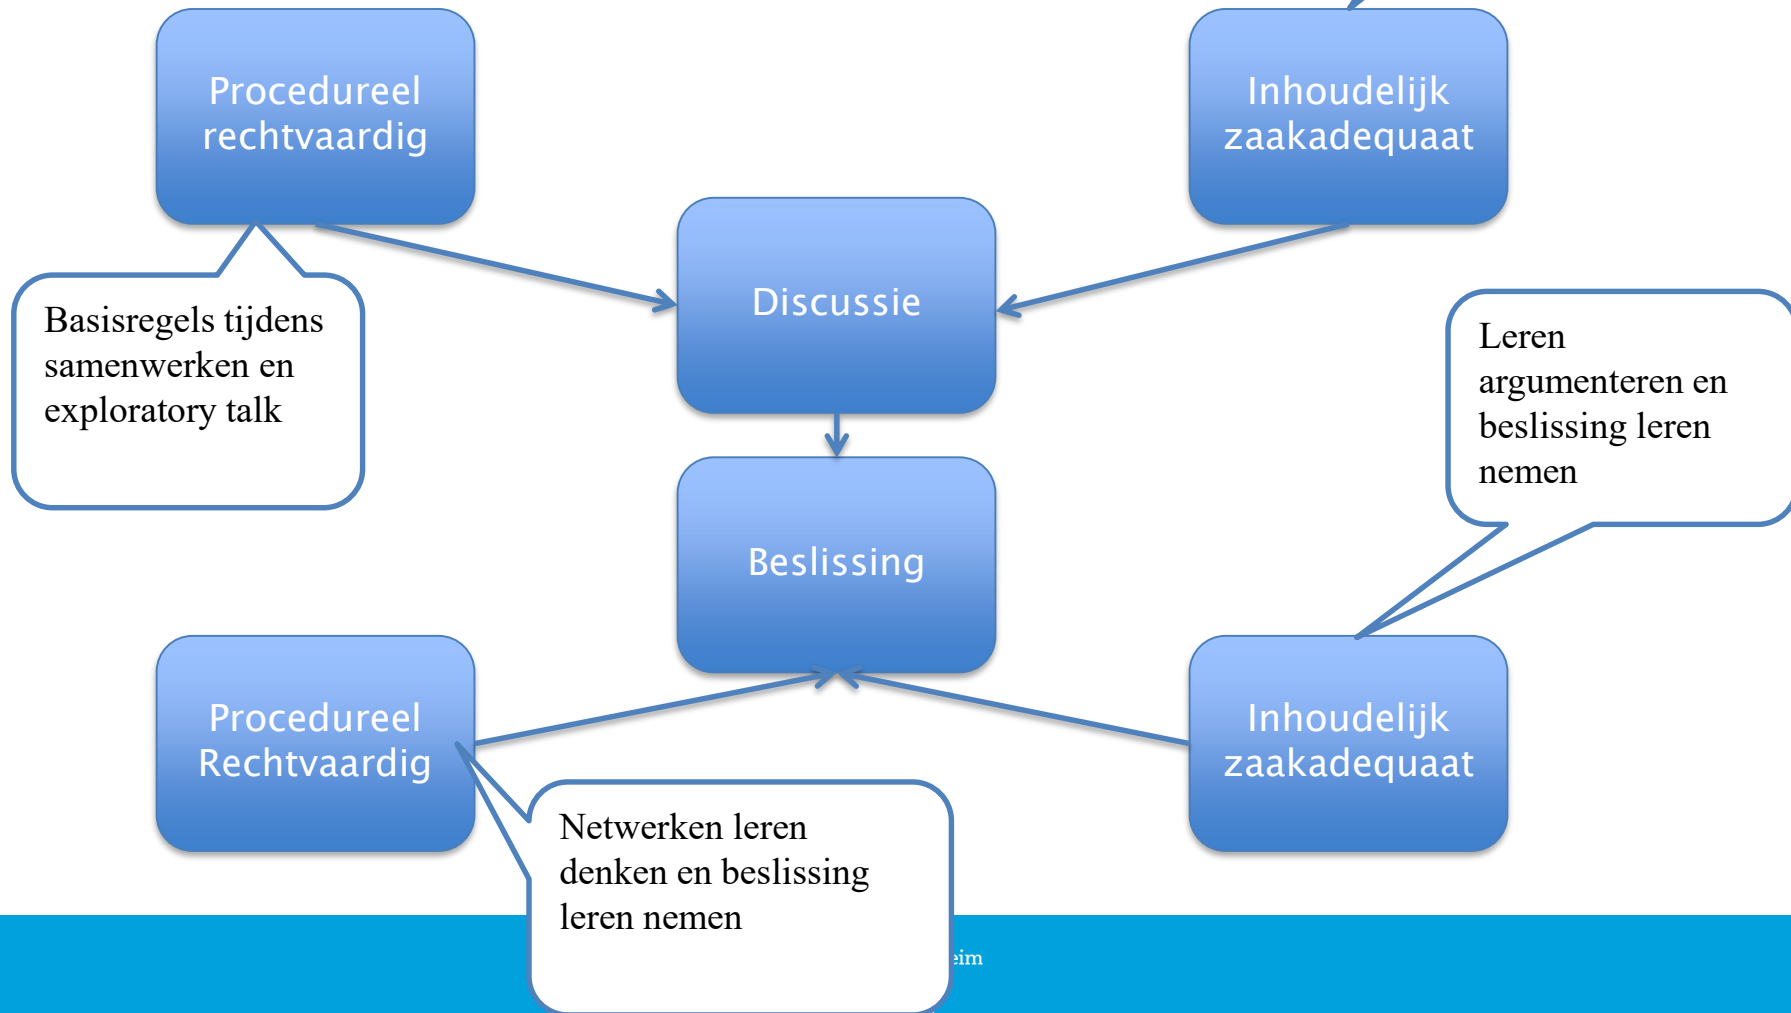 Procedureel
rechtvaardig
Inhoudelijk
zaakadequaat
Discussie
Basisregels tijdens
samenwerken en
exploratory talk
Leren
argumenteren en
beslissing leren
nemen
Beslissing
Procedureel
Rechtvaardig
Inhoudelijk
zaakadequaat
Netwerken leren
denken en beslissing
leren nemen
eim